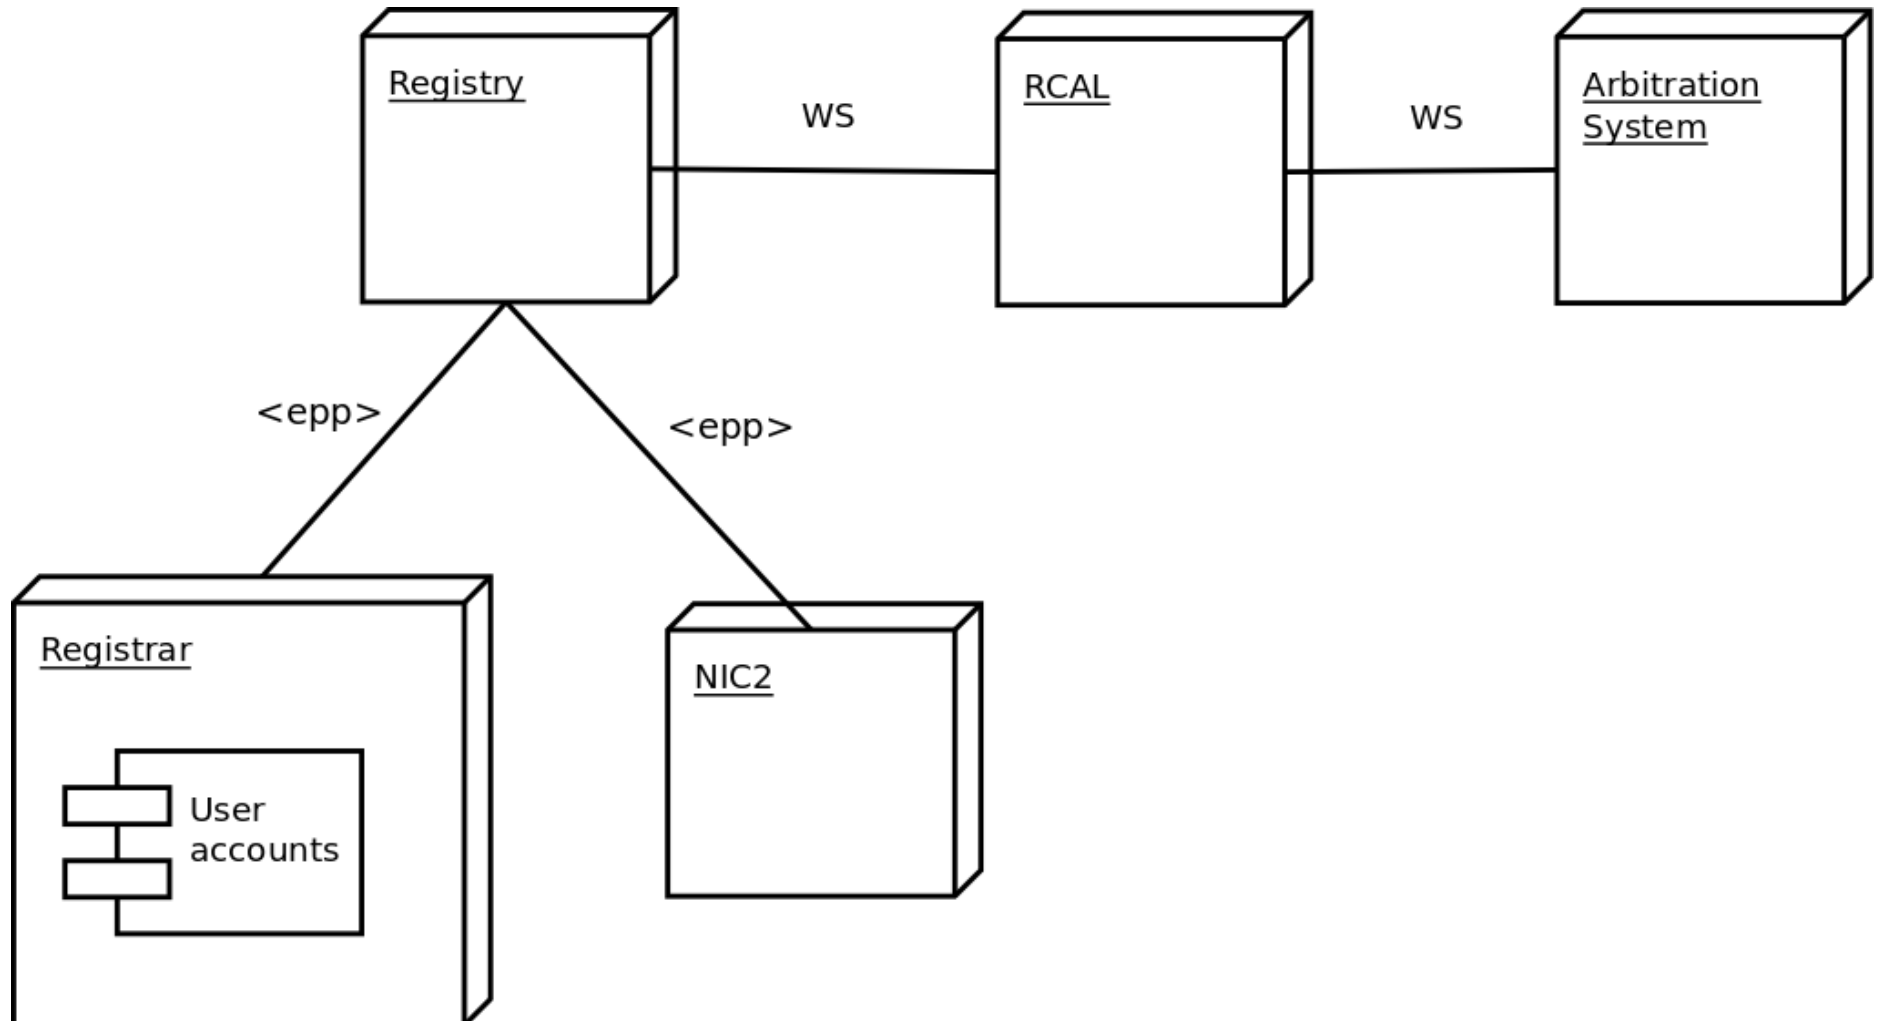 Registry
WS
RCAL
WS
Arbitration
System
<epp>
<epp>
Registrar
NIC2
User
accounts